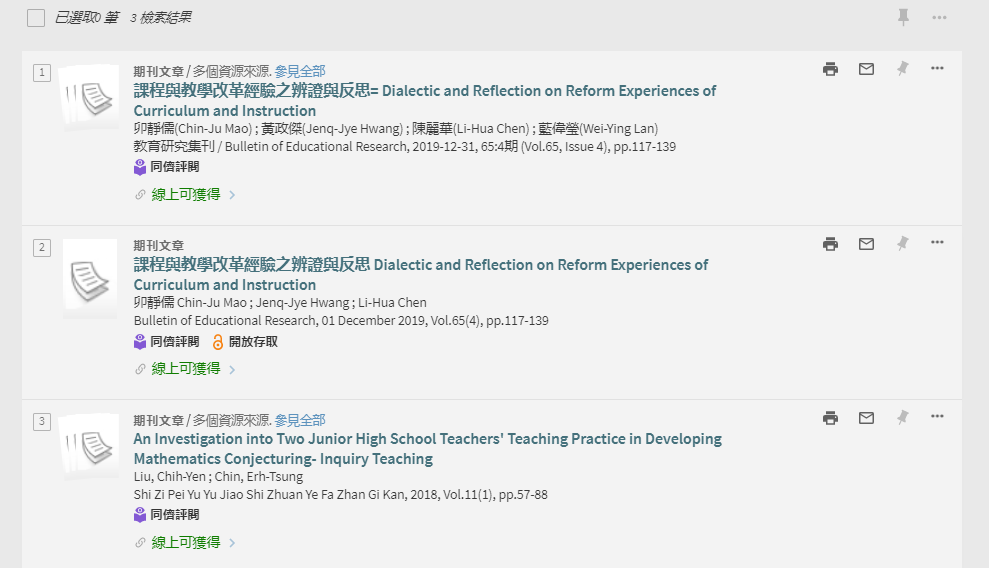 已選取0 筆 3 檢索結果
1
期刊文章 / 多個資源來源. 參見全部
課程與教學改革經驗之辨證與反思= Dialectic and Reflection on Reform Experiences of
Curriculum and Instruction
卯靜儒(Chin-Ju Mao) ; 黃政傑(Jenq-Jye Hwang) ; 陳麗華(Li-Hua Chen) ; 藍偉瑩(Wei-Ying Lan)
教育研究集刊 / Bulletin of Educational Research, 2019-12-31, 65:4期 (Vol.65, Issue 4), pp.117-139
同儕評閱
線上可獲得
2
期刊文章
課程與教學改革經驗之辨證與反思 Dialectic and Reflection on Reform Experiences of
Curriculum and Instruction
卯靜儒 Chin-Ju Mao ; Jenq-Jye Hwang ; Li-Hua Chen
Bulletin of Educational Research, 01 December 2019, Vol.65(4), pp.117-139
同儕評閱 開放存取
線上可獲得
3
期刊文章 / 多個資源來源. 參見全部
An Investigation into Two Junior High School Teachers' Teaching Practice in Developing
Mathematics Conjecturing- Inquiry Teaching
Liu, Chih-Yen ; Chin, Erh-Tsung
Shi Zi Pei Yu Yu Jiao Shi Zhuan Ye Fa Zhan Gi Kan, 2018, Vol.11(1), pp.57-88
同儕評閱
線上可獲得